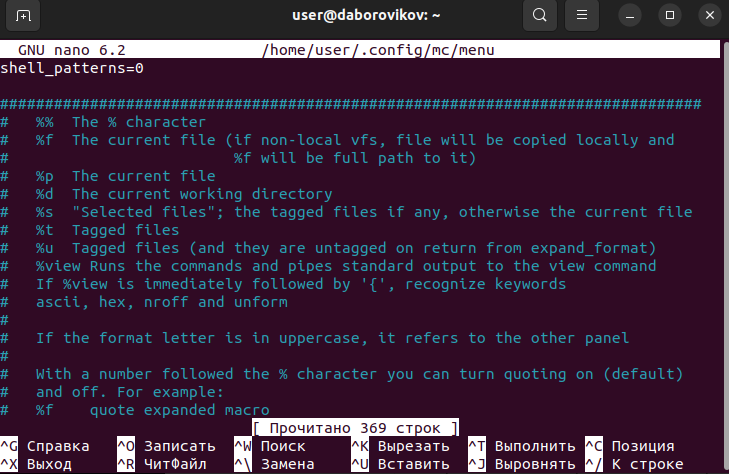 user@daborovikov: ~
GNU nano 6.2 /home/user/.config/mc/menu
shell_patterns=0
##############################################################################
# %% The % character
# %f The current file (if non-local vfs, file will be copied locally and
# %f will be full path to it)
# %p The current file
# %d The current working directory
# %s "Selected files"; the tagged files if any, otherwise the current file
# %t Tagged files
# %u Tagged files (and they are untagged on return from expand_format)
# %view Runs the commands and pipes standard output to the view command
# If %view is immediately followed by '{', recognize keywords
# ascii, hex, nroff and unform
#
# If the format letter is in uppercase, it refers to the other panel
#
# With a number followed the % character you can turn quoting on (default)
# and off. For example:
# %f quote expanded macro
[ Прочитано 369 строк ]
^G Справка ^O Записать ^W Поиск ^K Вырезать ^T Выполнить ^C Позиция
^X Выход ^R ЧитФайл ^\ Замена ^U Вставить ^J Выровнять ^/ К строке